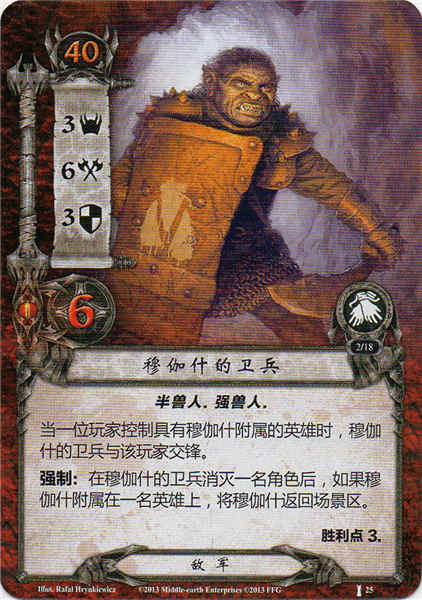 40
3
6
3
6
2/18
穆伽什的卫兵
半兽人. 强兽人.
当一位玩家控制具有穆伽什附属的英雄时，穆伽
什的卫兵与该玩家交锋。
强制：在穆伽什的卫兵消灭一名角色后，如果穆
伽什附属在一名英雄上，将穆伽什返回场景区。
胜利点 3.
敌军
Illus. Rafał Hrynkiewicz ©2013 Middle-earth Enterprises ©2013 FFG 25